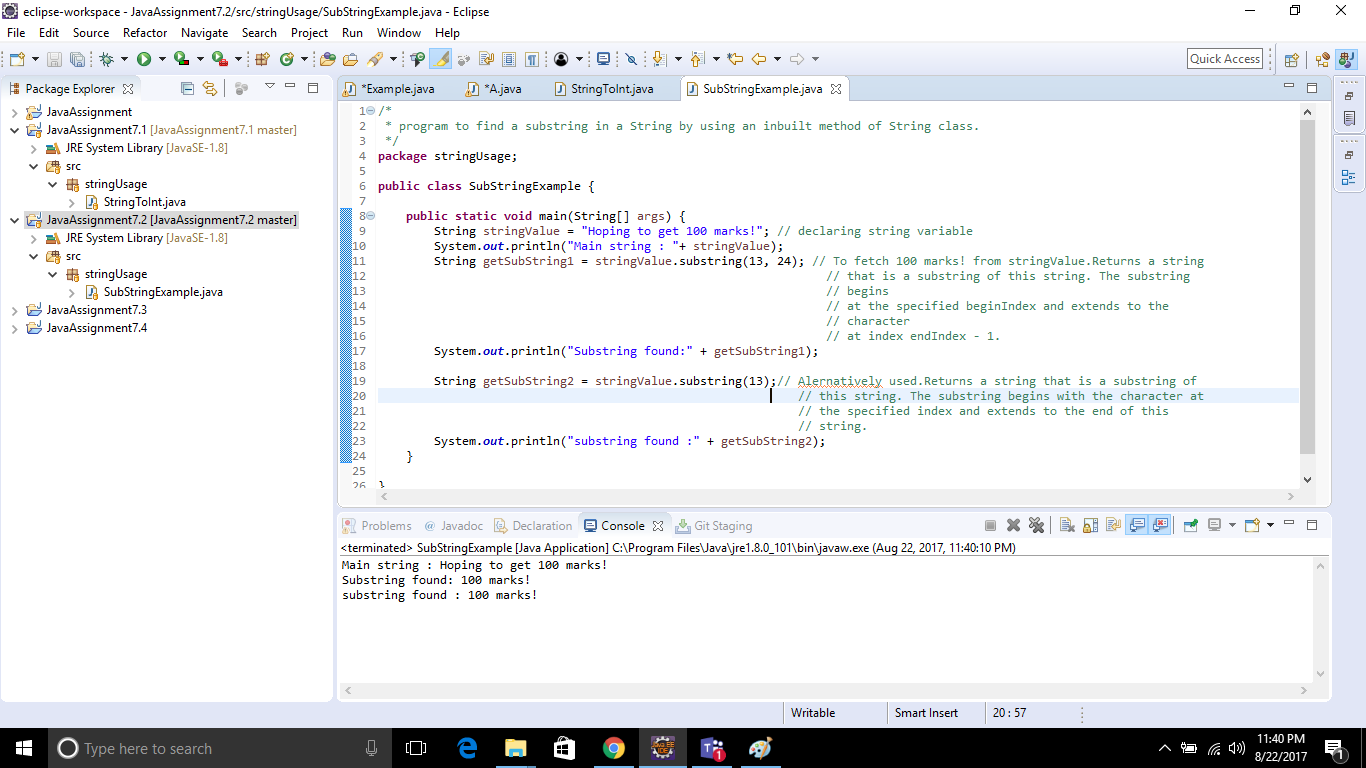 eclipse-workspace - JavaAssignment7.2/src/stringUsage/SubStringExample.java - Eclipse
File Edit Source Refactor Navigate Search Project Run Window Help
Quick Access
Package Explorer
JavaAssignment
JavaAssignment7.1 [JavaAssignment7.1 master]
JRE System Library [JavaSE-1.8]
src
stringUsage
StringToInt.java
JavaAssignment7.2 [JavaAssignment7.2 master]
JRE System Library [JavaSE-1.8]
src
stringUsage
SubStringExample.java
JavaAssignment7.3
JavaAssignment7.4
*Example.java *A.java StringToInt.java SubStringExample.java
1 /*
2 * program to find a substring in a String by using an inbuilt method of String class.
3 */
4 package stringUsage;
5
6 public class SubStringExample {
7
8 public static void main(String[] args) {
9 String stringValue = "Hoping to get 100 marks!"; // declaring string variable
10 System.out.println("Main string : "+ stringValue);
11 String getSubString1 = stringValue.substring(13, 24); // To fetch 100 marks! from stringValue.Returns a string
12 // that is a substring of this string. The substring
13 // begins
14 // at the specified beginIndex and extends to the
15 // character
16 // at index endIndex - 1.
17 System.out.println("Substring found:" + getSubString1);
18
19 String getSubString2 = stringValue.substring(13);// Alernatively used.Returns a string that is a substring of
20 // this string. The substring begins with the character at
21 // the specified index and extends to the end of this
22 // string.
23 System.out.println("substring found :" + getSubString2);
24 }
25
26 }
Problems @ Javadoc Declaration Console Git Staging
<terminated> SubStringExample [Java Application] C:\Program Files\Java\jre1.8.0_101\bin\javaw.exe (Aug 22, 2017, 11:40:10 PM)
Main string : Hoping to get 100 marks!
Substring found: 100 marks!
substring found : 100 marks!
Writable Smart Insert 20 : 57
Type here to search
11:40 PM
8/22/2017